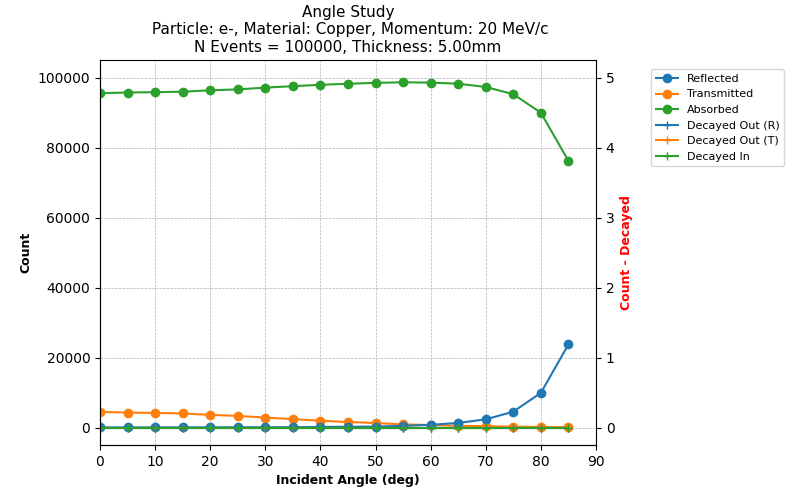 Angle Study
Particle: e-, Material: Copper, Momentum: 20 MeV/c
N Events = 100000, Thickness: 5.00mm
100000
80000
60000
40000
20000
0
Count
5
4
3
2
1
0
Count - Decayed
0 10 20 30 40 50 60 70 80 90
Incident Angle (deg)
Reflected
Transmitted
Absorbed
Decayed Out (R)
Decayed Out (T)
Decayed In